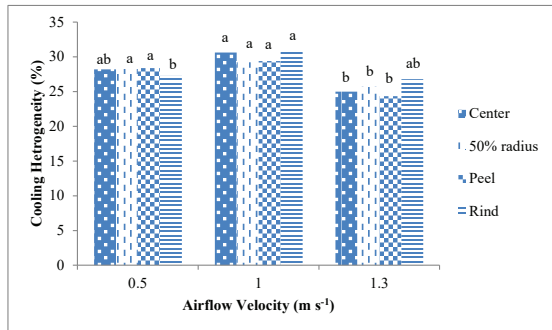 35
30
25
20
15
10
5
0
Cooling Hetrogeneity (%)
ab a a b
a a a a
b b b ab
0.5 1 1.3
Airflow Velocity (m s⁻¹)
Center
50% radius
Peel
Rind